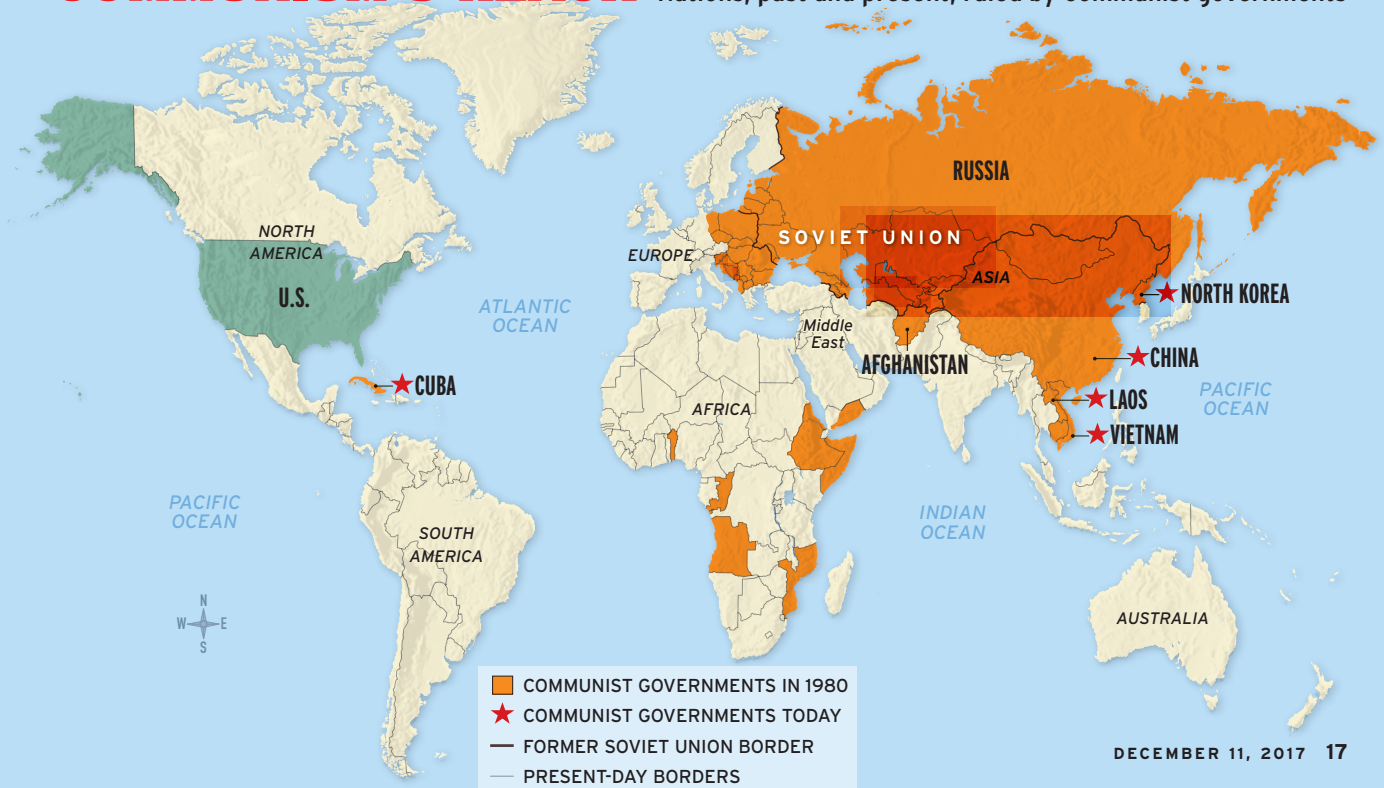 Nations, past and present, ruled by communist governments
RUSSIA
NORTH
AMERICA
SOVIET UNION
EUROPE
ASIA
U.S.
NORTH KOREA
ATLANTIC
OCEAN
Middle
East
CHINA
AFGHANISTAN
CUBA
PACIFIC
OCEAN
LAOS
AFRICA
VIETNAM
PACIFIC
OCEAN
INDIAN
OCEAN
SOUTH
AMERICA
N
W E
S
AUSTRALIA
COMMUNIST GOVERNMENTS IN 1980
COMMUNIST GOVERNMENTS TODAY
FORMER SOVIET UNION BORDER
PRESENT-DAY BORDERS
DECEMBER 11, 2017 17